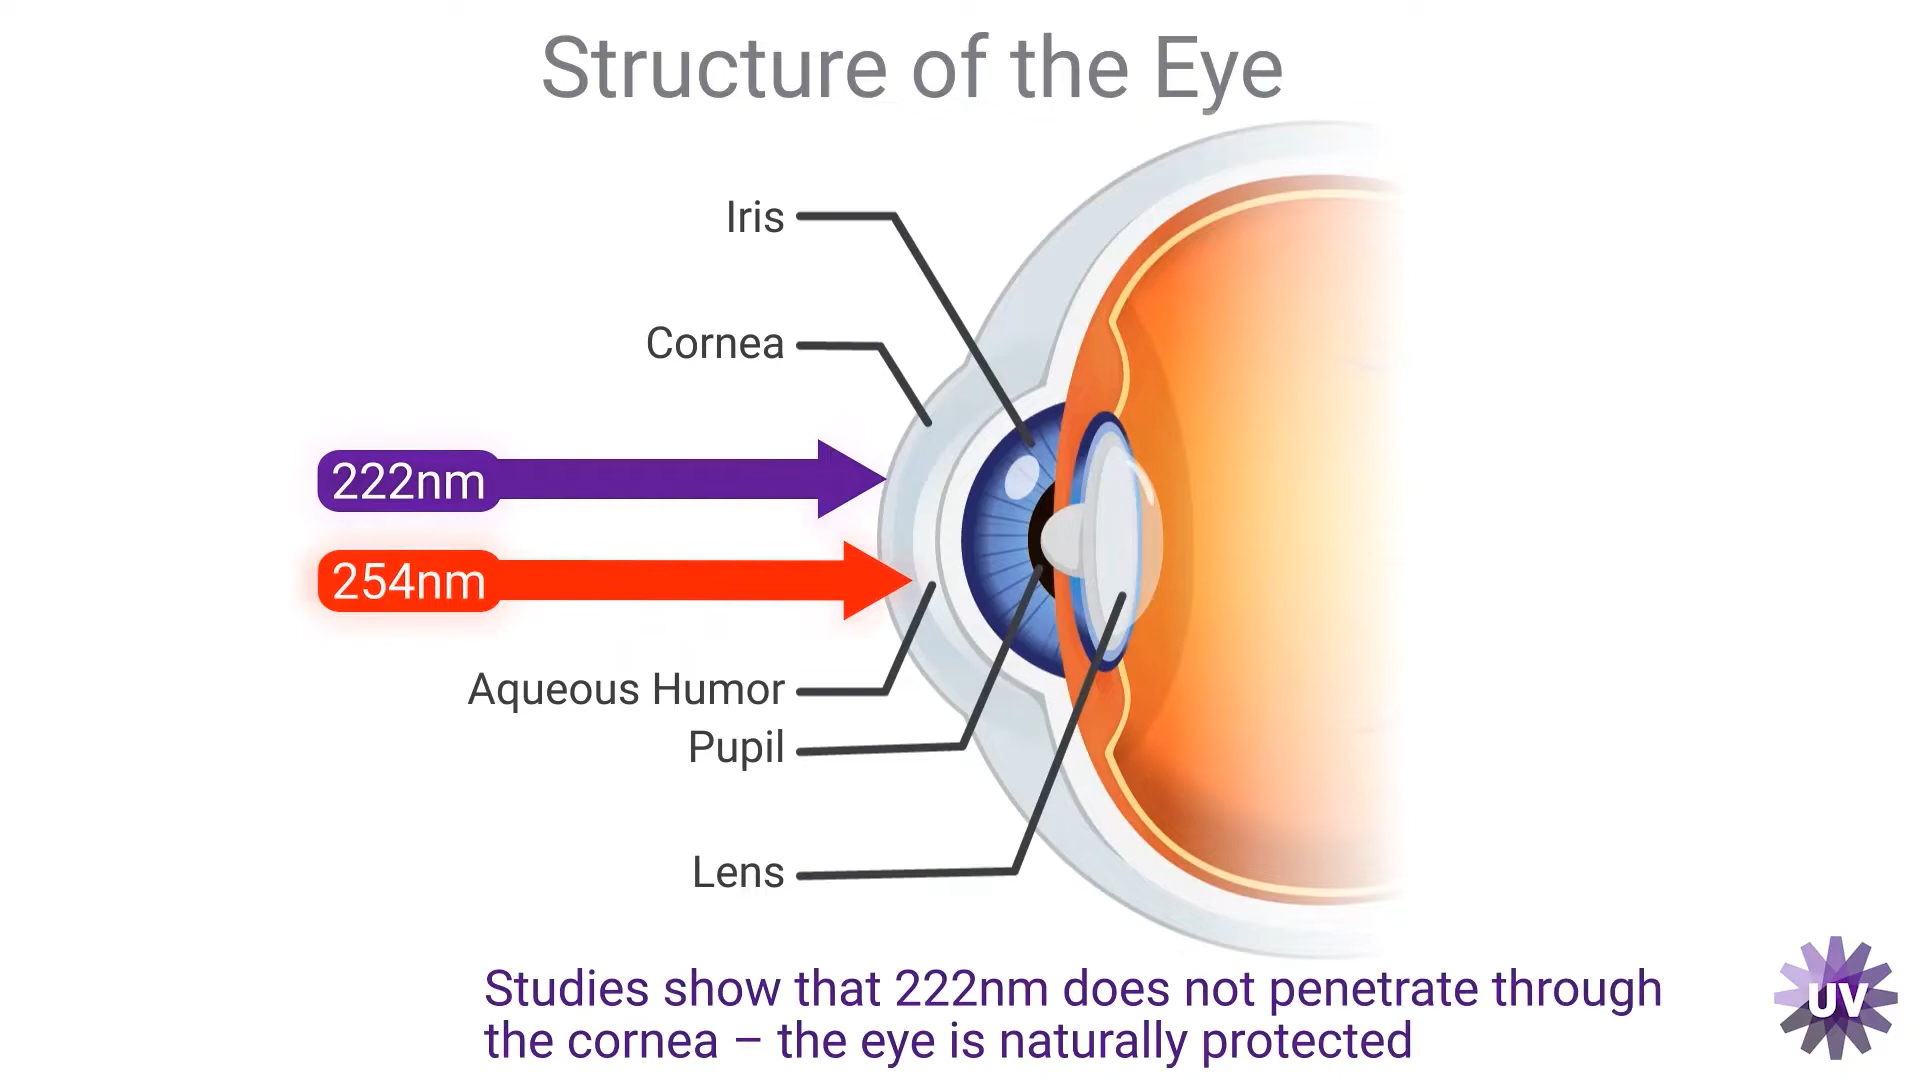 Structure of the Eye
Iris
Cornea
222nm
254nm
Aqueous Humor
Pupil
Lens
Studies show that 222nm does not penetrate through
the cornea – the eye is naturally protected
UV